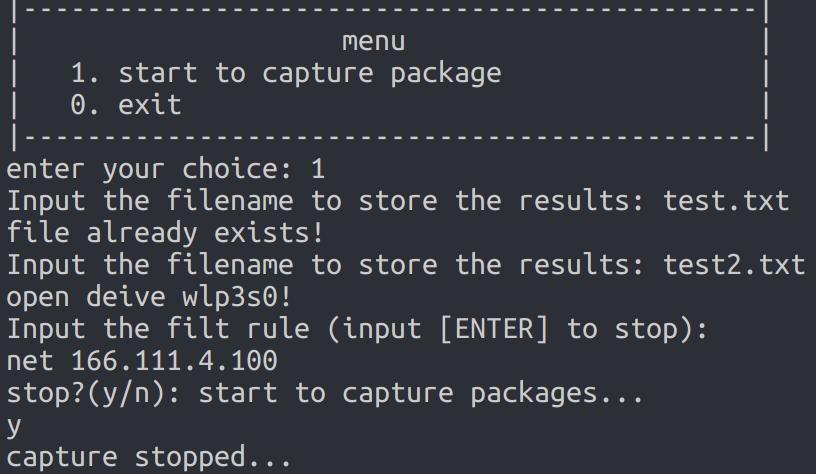 |----------------------------------------------|
| menu |
| 1. start to capture package |
| 0. exit |
|----------------------------------------------|
enter your choice: 1
Input the filename to store the results: test.txt
file already exists!
Input the filename to store the results: test2.txt
open deive wlp3s0!
Input the filt rule (input [ENTER] to stop):
net 166.111.4.100
stop?(y/n): start to capture packages...
y
capture stopped...